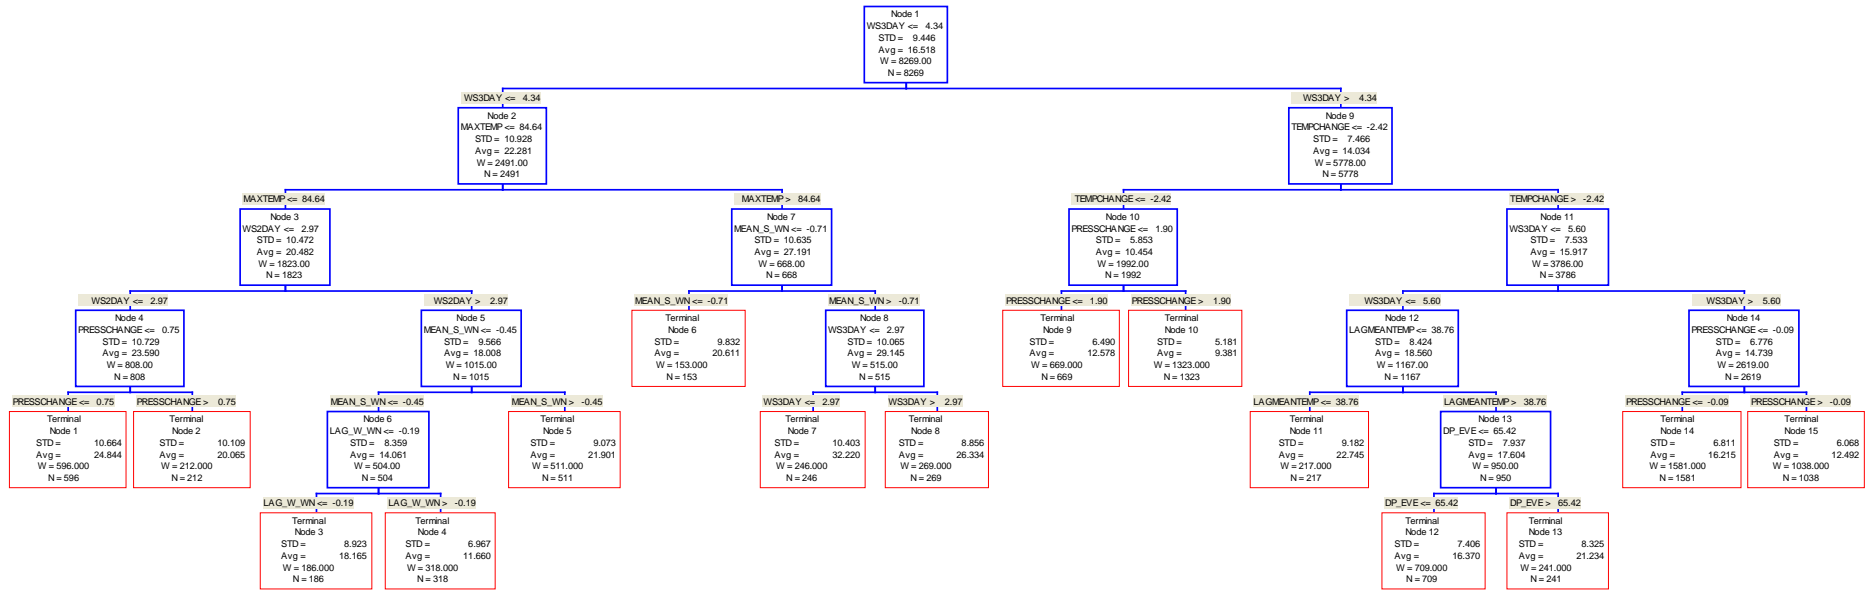 Node 1
WS3DAY <= 4.34
STD = 9.446
Avg = 16.518
W = 8269.00
N = 8269
WS3DAY <= 4.34
WS3DAY > 4.34
Node 2
MAXTEMP <= 84.64
STD = 10.928
Avg = 22.281
W = 2491.00
N = 2491
Node 9
TEMPCHANGE <= -2.42
STD = 7.466
Avg = 14.034
W = 5778.00
N = 5778
MAXTEMP <= 84.64
MAXTEMP > 84.64
TEMPCHANGE <= -2.42
TEMPCHANGE > -2.42
Node 3
WS2DAY <= 2.97
STD = 10.472
Avg = 20.482
W = 1823.00
N = 1823
Node 7
MEAN_S_WN <= -0.71
STD = 10.635
Avg = 27.191
W = 668.00
N = 668
Node 10
PRESSCHANGE <= 1.90
STD = 5.853
Avg = 10.454
W = 1992.00
N = 1992
Node 11
WS3DAY <= 5.60
STD = 7.533
Avg = 15.917
W = 3786.00
N = 3786
WS2DAY <= 2.97
WS2DAY > 2.97
MEAN_S_WN <= -0.71
MEAN_S_WN > -0.71
PRESSCHANGE <= 1.90
PRESSCHANGE > 1.90
WS3DAY <= 5.60
WS3DAY > 5.60
Node 4
PRESSCHANGE <= 0.75
STD = 10.729
Avg = 23.590
W = 808.00
N = 808
Node 5
MEAN_S_WN <= -0.45
STD = 9.566
Avg = 18.008
W = 1015.00
N = 1015
Terminal
Node 6
STD = 9.832
Avg = 20.611
W = 153.000
N = 153
Node 8
WS3DAY <= 2.97
STD = 10.065
Avg = 29.145
W = 515.00
N = 515
Terminal
Node 9
STD = 6.490
Avg = 12.578
W = 669.000
N = 669
Terminal
Node 10
STD = 5.181
Avg = 9.381
W = 1323.000
N = 1323
Node 12
LAGMEANTEMP <= 38.76
STD = 8.424
Avg = 18.560
W = 1167.00
N = 1167
Node 14
PRESSCHANGE <= -0.09
STD = 6.776
Avg = 14.739
W = 2619.00
N = 2619
PRESSCHANGE <= 0.75
PRESSCHANGE > 0.75
MEAN_S_WN <= -0.45
MEAN_S_WN > -0.45
WS3DAY <= 2.97
WS3DAY > 2.97
LAGMEANTEMP <= 38.76
LAGMEANTEMP > 38.76
PRESSCHANGE <= -0.09
PRESSCHANGE > -0.09
Terminal
Node 1
STD = 10.664
Avg = 24.844
W = 596.000
N = 596
Terminal
Node 2
STD = 10.109
Avg = 20.065
W = 212.000
N = 212
Node 6
LAG_W_WN <= -0.19
STD = 8.359
Avg = 14.061
W = 504.00
N = 504
Terminal
Node 5
STD = 9.073
Avg = 21.901
W = 511.000
N = 511
Terminal
Node 7
STD = 10.403
Avg = 32.220
W = 246.000
N = 246
Terminal
Node 8
STD = 8.856
Avg = 26.334
W = 269.000
N = 269
Terminal
Node 11
STD = 9.182
Avg = 22.745
W = 217.000
N = 217
Node 13
DP_EVE <= 65.42
STD = 7.937
Avg = 17.604
W = 950.00
N = 950
Terminal
Node 14
STD = 6.811
Avg = 16.215
W = 1581.000
N = 1581
Terminal
Node 15
STD = 6.068
Avg = 12.492
W = 1038.000
N = 1038
LAG_W_WN <= -0.19
LAG_W_WN > -0.19
DP_EVE <= 65.42
DP_EVE > 65.42
Terminal
Node 3
STD = 8.923
Avg = 18.165
W = 186.000
N = 186
Terminal
Node 4
STD = 6.967
Avg = 11.660
W = 318.000
N = 318
Terminal
Node 12
STD = 7.406
Avg = 16.370
W = 709.000
N = 709
Terminal
Node 13
STD = 8.325
Avg = 21.234
W = 241.000
N = 241